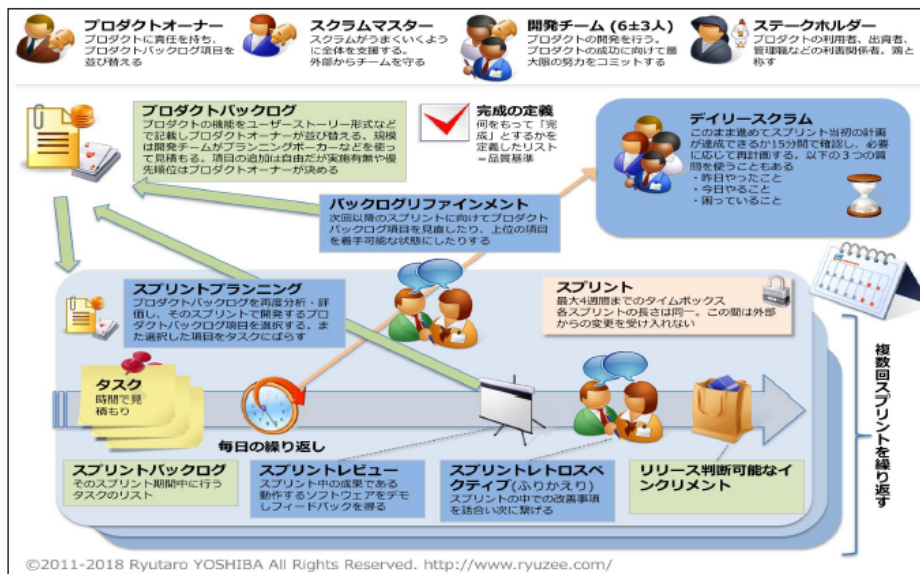 プロダクトオーナー
プロダクトに責任を持ち、
プロダクトバックログ項目を
並び替える
スクラムマスター
スクラムがうまくいくよう
に全体を支援する。
外部からチームを守る
開発チーム (6±3人)
プロダクトの開発を行う。
プロダクトの成功に向けて最
大限の努力をコミットする
ステークホルダー
プロダクトの利用者、出資者、
管理職などの利害関係者。鶏と
称す
プロダクトバックログ
プロダクトの機能をユーザーストーリー形式など
で記載しプロダクトオーナーが並び替える。規模
は開発チームがプランニングポーカーなどを使っ
て見積もる。項目の追加は自由だが実施有無や優
先順位はプロダクトオーナーが決める
完成の定義
何をもって「完
成」とするかを
定義したリスト
＝品質基準
デイリースクラム
このまま進めてスプリント当初の計画
が達成できるか15分間で確認し、必要
に応じて再計画する。以下の３つの質
問を使うこともある
・昨日やったこと
・今日やること
・困っていること
バックログリファインメント
次回以降のスプリントに向けてプロダクト
バックログ項目を見直したり、上位の項目
を着手可能な状態にしたりする
スプリントプランニング
プロダクトバックログを再度分析・評
価し、そのスプリントで開発するプロ
ダクトバックログ項目を選択する。ま
た選択した項目をタスクにばらす
スプリント
最大4週間までのタイムボックス
各スプリントの長さは同一。この間は外部
からの変更を受け入れない
タスク
時間で見
積もり
毎日の繰り返し
複数回スプリントを繰り返す
スプリントバックログ
そのスプリント期間中に行う
タスクのリスト
スプリントレビュー
スプリント中の成果である
動作するソフトウェアをデモ
しフィードバックを得る
スプリントレトロスペ
クティブ(ふりかえり)
スプリントの中での改善事項
を話合い次に繋げる
リリース判断可能なイ
ンクリメント
©2011-2018 Ryutaro YOSHIBA All Rights Reserved. http://www.ryuzee.com/